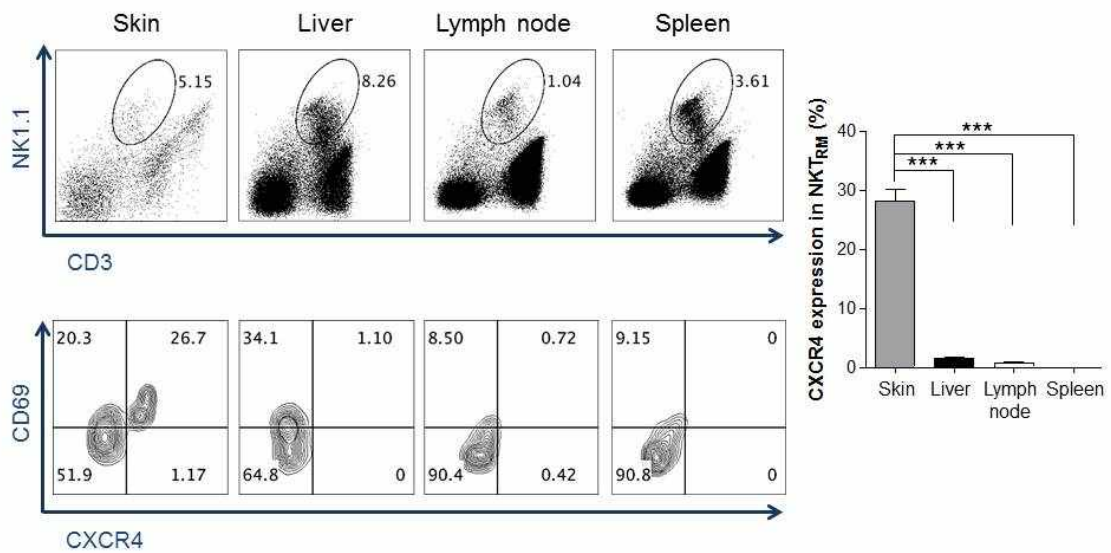 Skin Liver Lymph node Spleen
NK1.1
5.15 8.26 1.04 3.61
CD3
CD69
20.3 26.7 34.1 1.10 8.50 0.72 9.15 0
51.9 1.17 64.8 0 90.4 0.42 90.8 0
CXCR4
CXCR4 expression in NKTRM (%)
40
30
20
10
0
***
***
***
Skin Liver Lymph Spleen
node